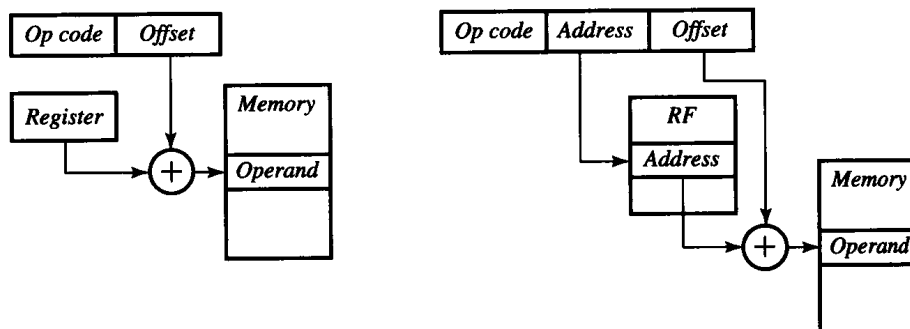 Op code Offset
Register
Memory
Operand
Op code Address Offset
RF
Address
Memory
Operand